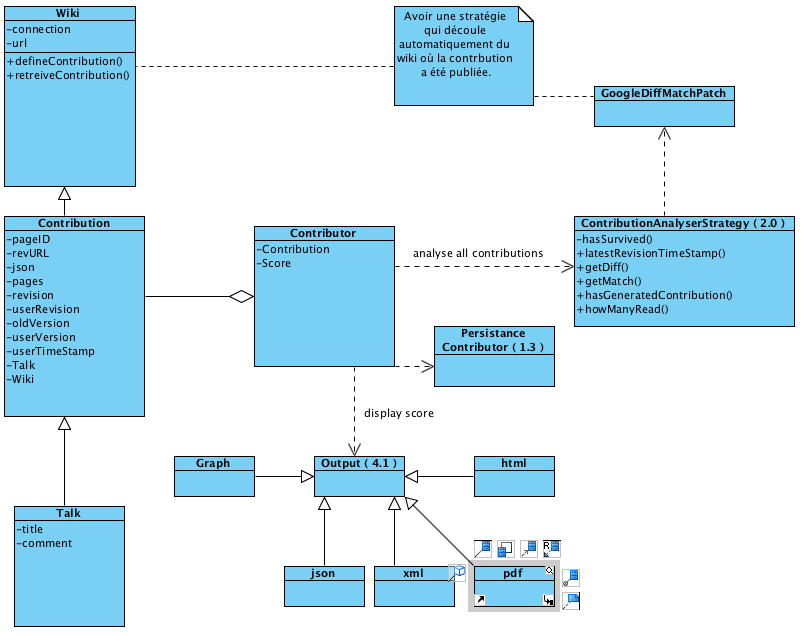 Wiki
-connection
-url
+defineContribution()
+retreiveContribution()
Avoir une stratégie
qui découle
automatiquement du
wiki où la contrbution
a été publiée.
GoogleDiffMatchPatch
Contribution
-pageID
-revURL
-json
-pages
-revision
-userRevision
-oldVersion
-userVersion
-userTimeStamp
-Talk
-Wiki
Contributor
-Contribution
-Score
analyse all contributions
ContributionAnalyserStrategy ( 2.0 )
-hasSurvived()
+latestRevisionTimeStamp()
+getDiff()
+getMatch()
+hasGeneratedContribution()
+howManyRead()
Persistance
Contributor ( 1.3 )
display score
Graph
Output ( 4.1 )
html
Talk
-title
-comment
json
xml
pdf
R